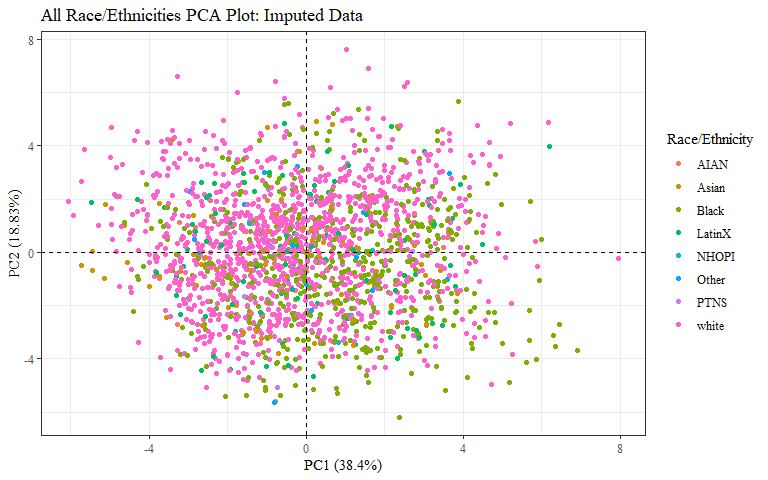 All Race/Ethnicities PCA Plot: Imputed Data
8
4
0
-4
PC2 (18.83%)
-4
0
4
8
PC1 (38.4%)
Race/Ethnicity
AIAN
Asian
Black
LatinX
NHOPI
Other
PTNS
white